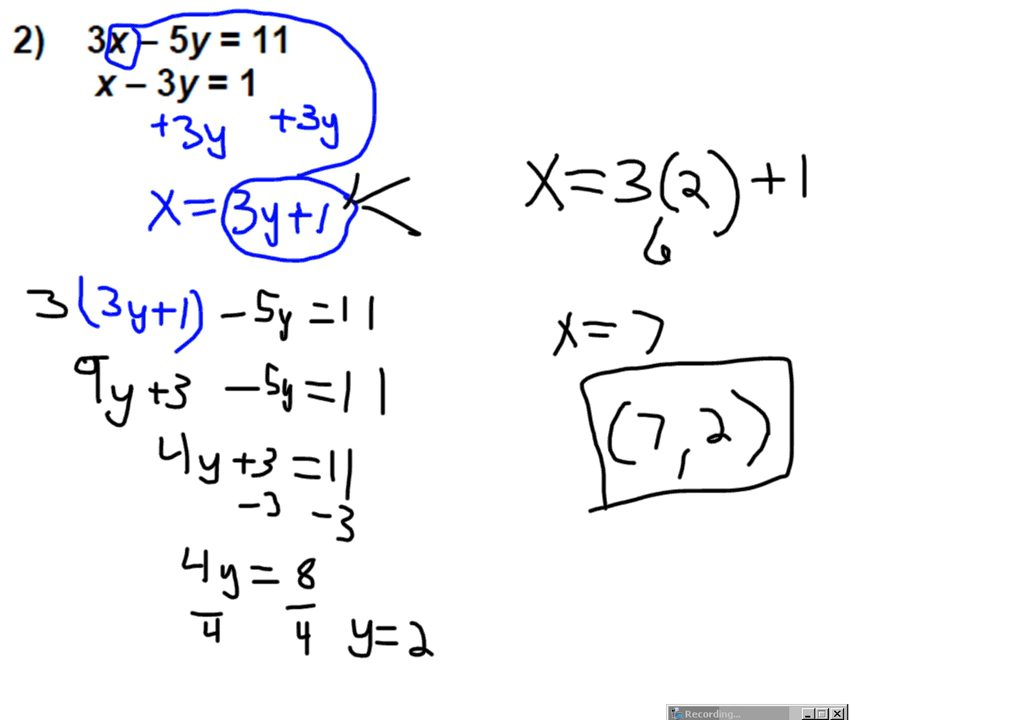 2) 3x – 5y = 11
x – 3y = 1
+3y +3y
x = 3y+1
3(3y+1) -5y = 11
9y+3 -5y = 11
4y+3 = 11
-3 -3
4y = 8
4 4 y=2
x = 3(2) + 1
6
x = 7
(7, 2)
Recording...